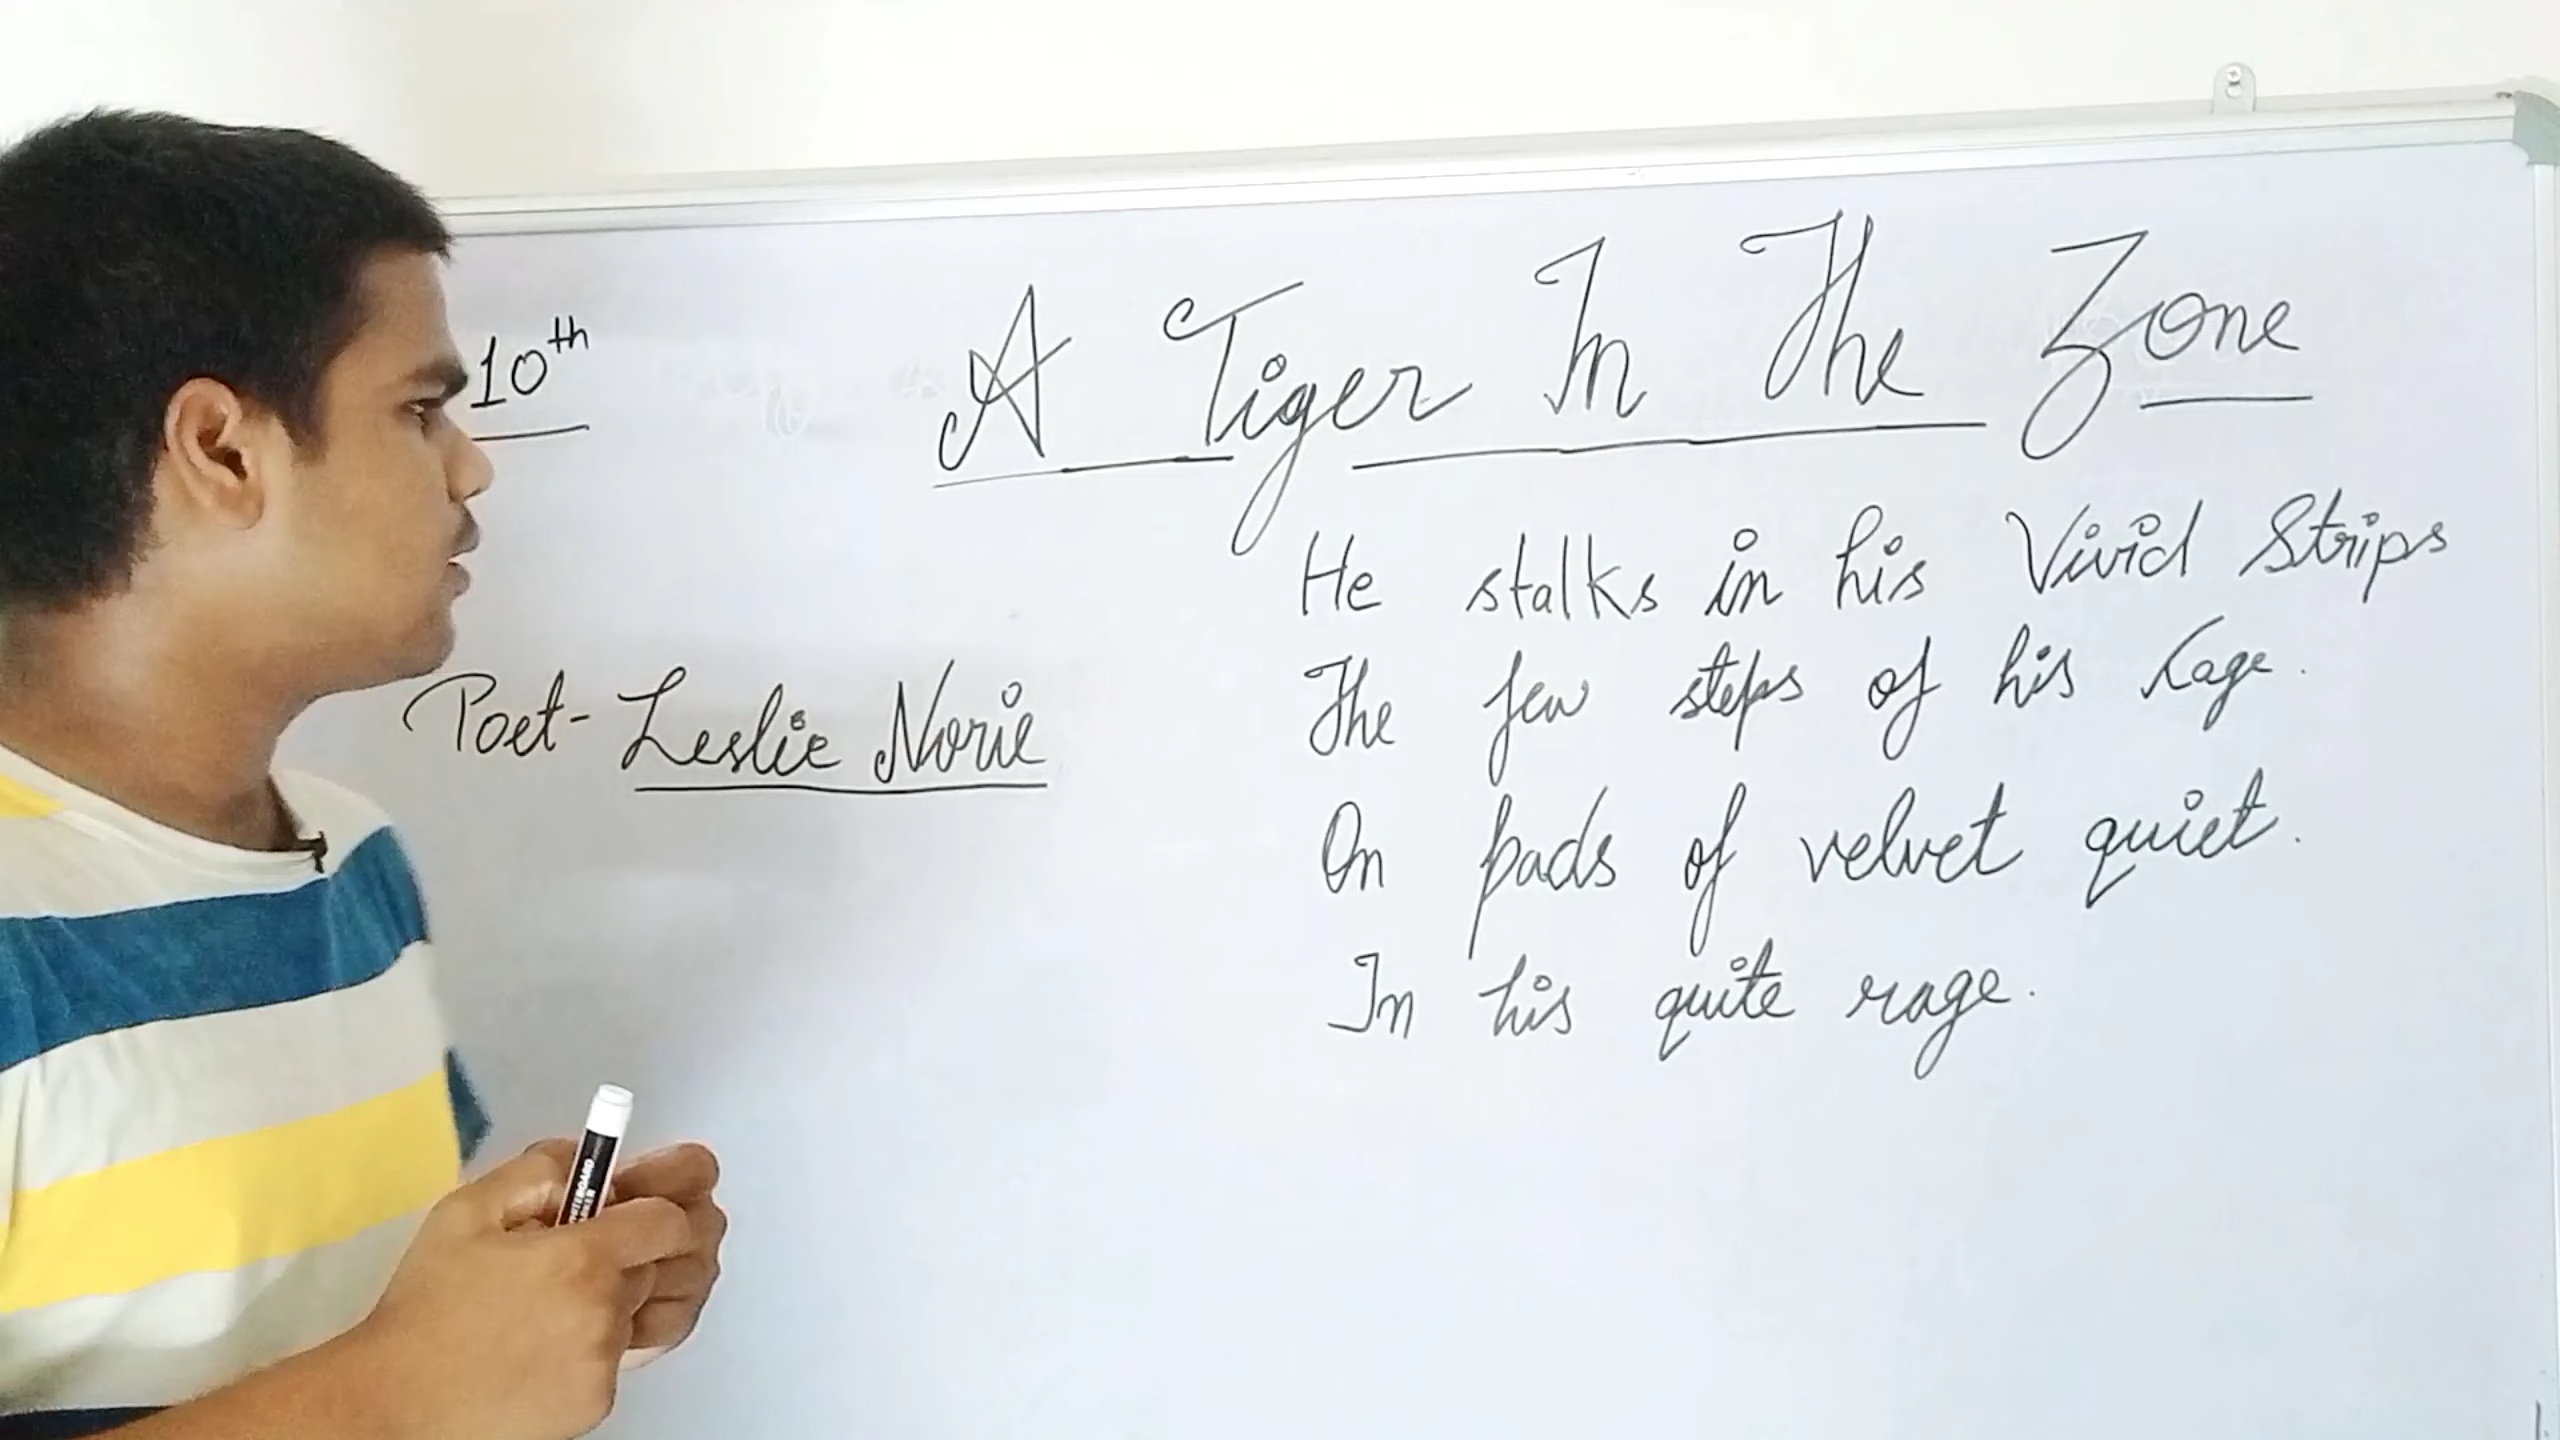 10th
A Tiger In The Zone
Poet- Leslie Norie
He stalks in his Vivid Strips
The few steps of his Cage.
On pads of velvet quiet.
In his quite rage.
WHITEBOARD